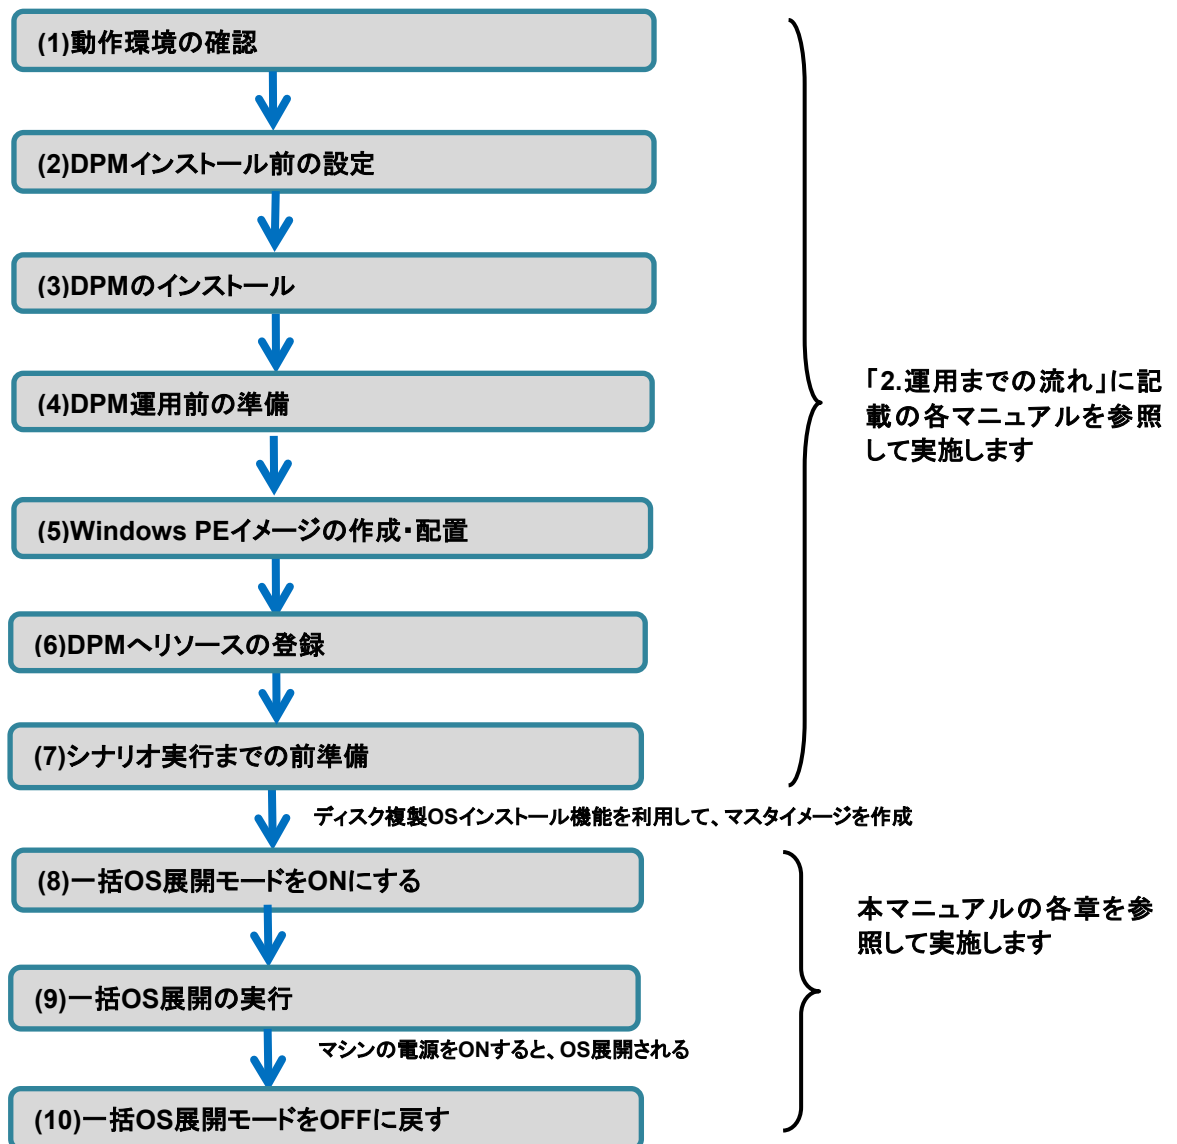 (1)動作環境の確認
(2)DPMインストール前の設定
(3)DPMのインストール
(4)DPM運用前の準備
(5)Windows PEイメージの作成・配置
(6)DPMへリソースの登録
(7)シナリオ実行までの前準備
「2.運用までの流れ」に記
載の各マニュアルを参照
して実施します
ディスク複製OSインストール機能を利用して、マスタイメージを作成
(8)一括OS展開モードをONにする
(9)一括OS展開の実行
マシンの電源をONすると、OS展開される
(10)一括OS展開モードをOFFに戻す
本マニュアルの各章を参
照して実施します